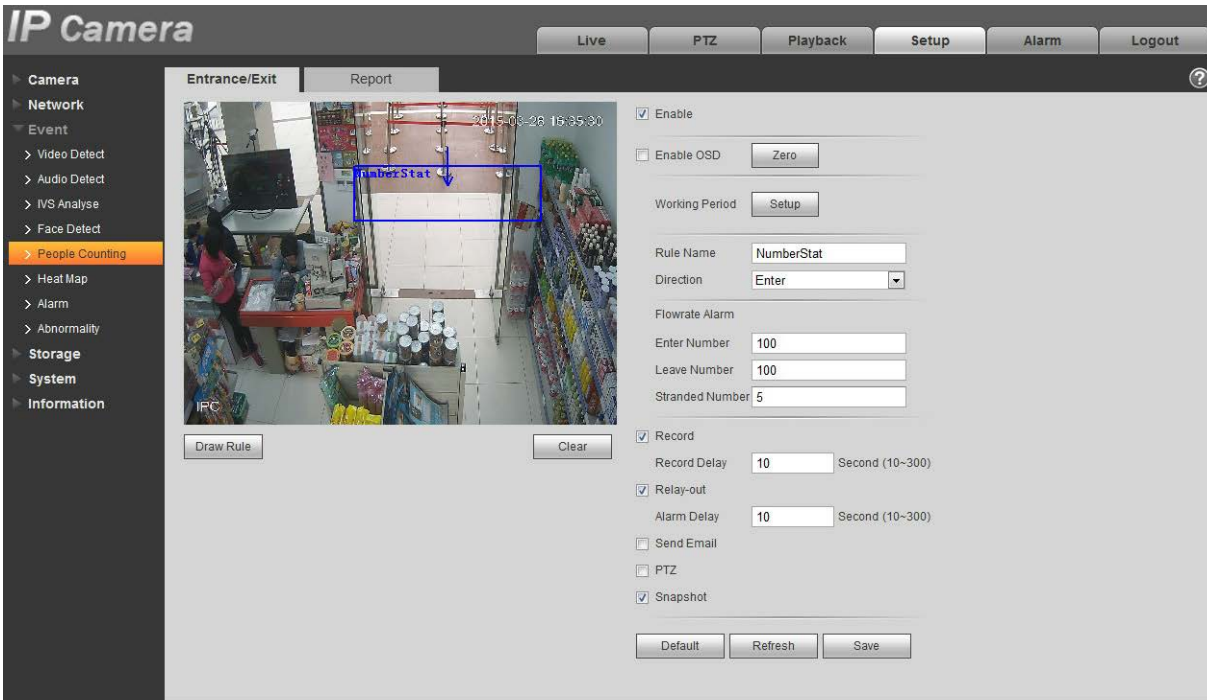 IP Camera
Live PTZ Playback Setup Alarm Logout
Camera
Network
Event
Video Detect
Audio Detect
IVS Analyse
Face Detect
People Counting
Heat Map
Alarm
Abnormality
Storage
System
Information
Entrance/Exit Report
16:35:30
NumberStat
IPC
Draw Rule Clear
Enable
Enable OSD Zero
Working Period Setup
Rule Name NumberStat
Direction Enter
Flowrate Alarm
Enter Number 100
Leave Number 100
Stranded Number 5
Record
Record Delay 10 Second (10~300)
Relay-out
Alarm Delay 10 Second (10~300)
Send Email
PTZ
Snapshot
Default Refresh Save